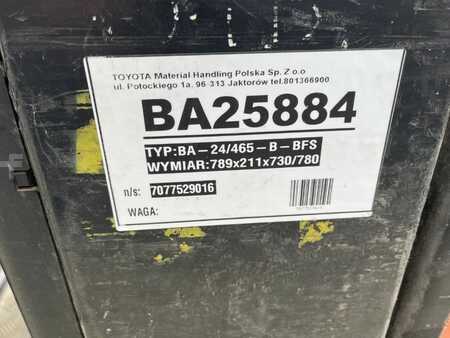 TOYOTA Material Handling Polska Sp. Z o.o
ul. Potockiego 1a, 96-313 Jaktorów tel.801366900
BA25884
TYP:BA-24/465-B-BFS
WYMIAR:789x211x730/780
n/s: 7077529016
WAGA: